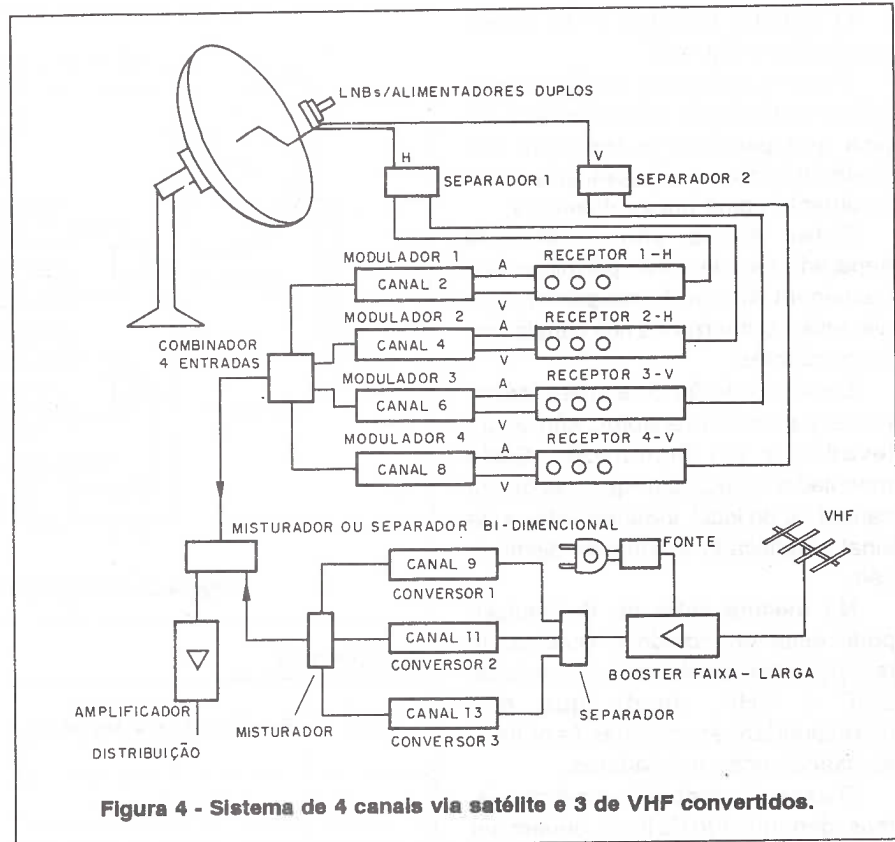 LNBs/ALIMENTADORES DUPLOS
H
V
SEPARADOR 1
SEPARADOR 2
MODULADOR 1
A
RECEPTOR 1-H
CANAL 2
V
MODULADOR 2
A
RECEPTOR 2-H
COMBINADOR
4 ENTRADAS
CANAL 4
V
MODULADOR 3
A
RECEPTOR 3-V
CANAL 6
V
MODULADOR 4
A
RECEPTOR 4-V
CANAL 8
V
VHF
MISTURADOR OU SEPARADOR BI-DIMENCIONAL
FONTE
CANAL 9
CONVERSOR 1
CANAL 11
CONVERSOR 2
BOOSTER FAIXA-LARGA
AMPLIFICADOR
MISTURADOR
CANAL 13
SEPARADOR
CONVERSOR 3
DISTRIBUIÇÃO
Figura 4 - Sistema de 4 canais via satélite e 3 de VHF convertidos.